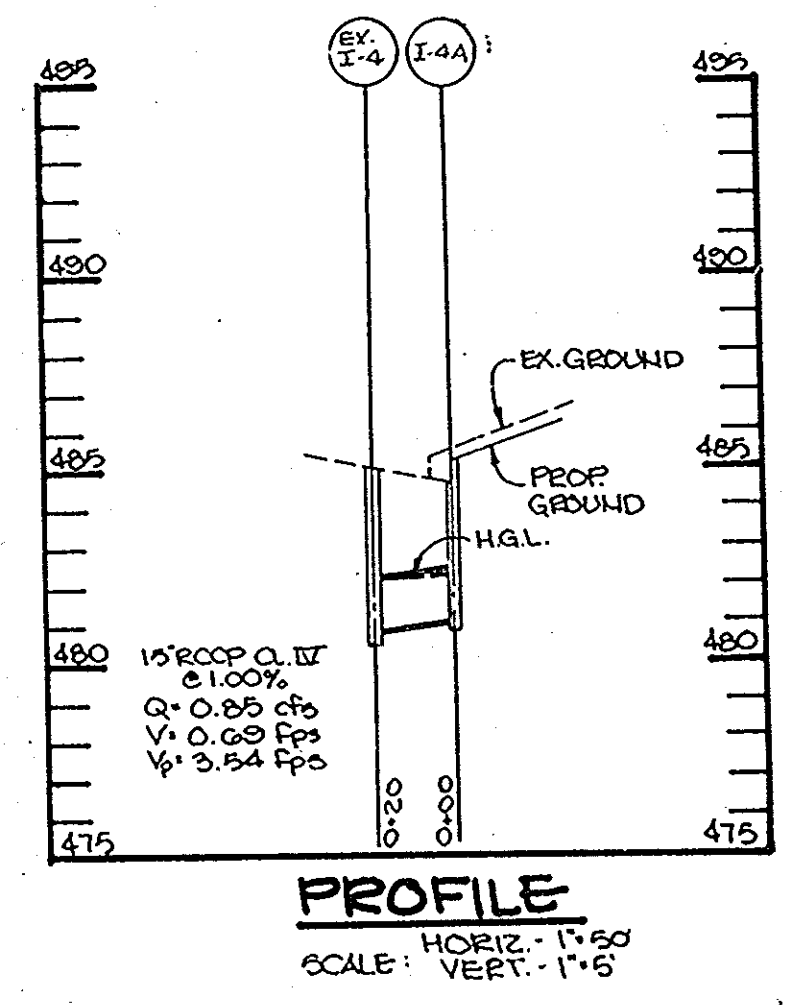 EX. I-4
I-4A :
495
495
490
490
EX. GROUND
485
485
PROP. GROUND
H.G.L.
480
480
15" RCCP CL. IV
@ 1.00%
Q= 0.85 cfs
V= 0.69 fps
Vp= 3.54 fps
0+20
0+00
475
475
PROFILE
SCALE: HORIZ. - 1"=50'
VERT. - 1"=5'